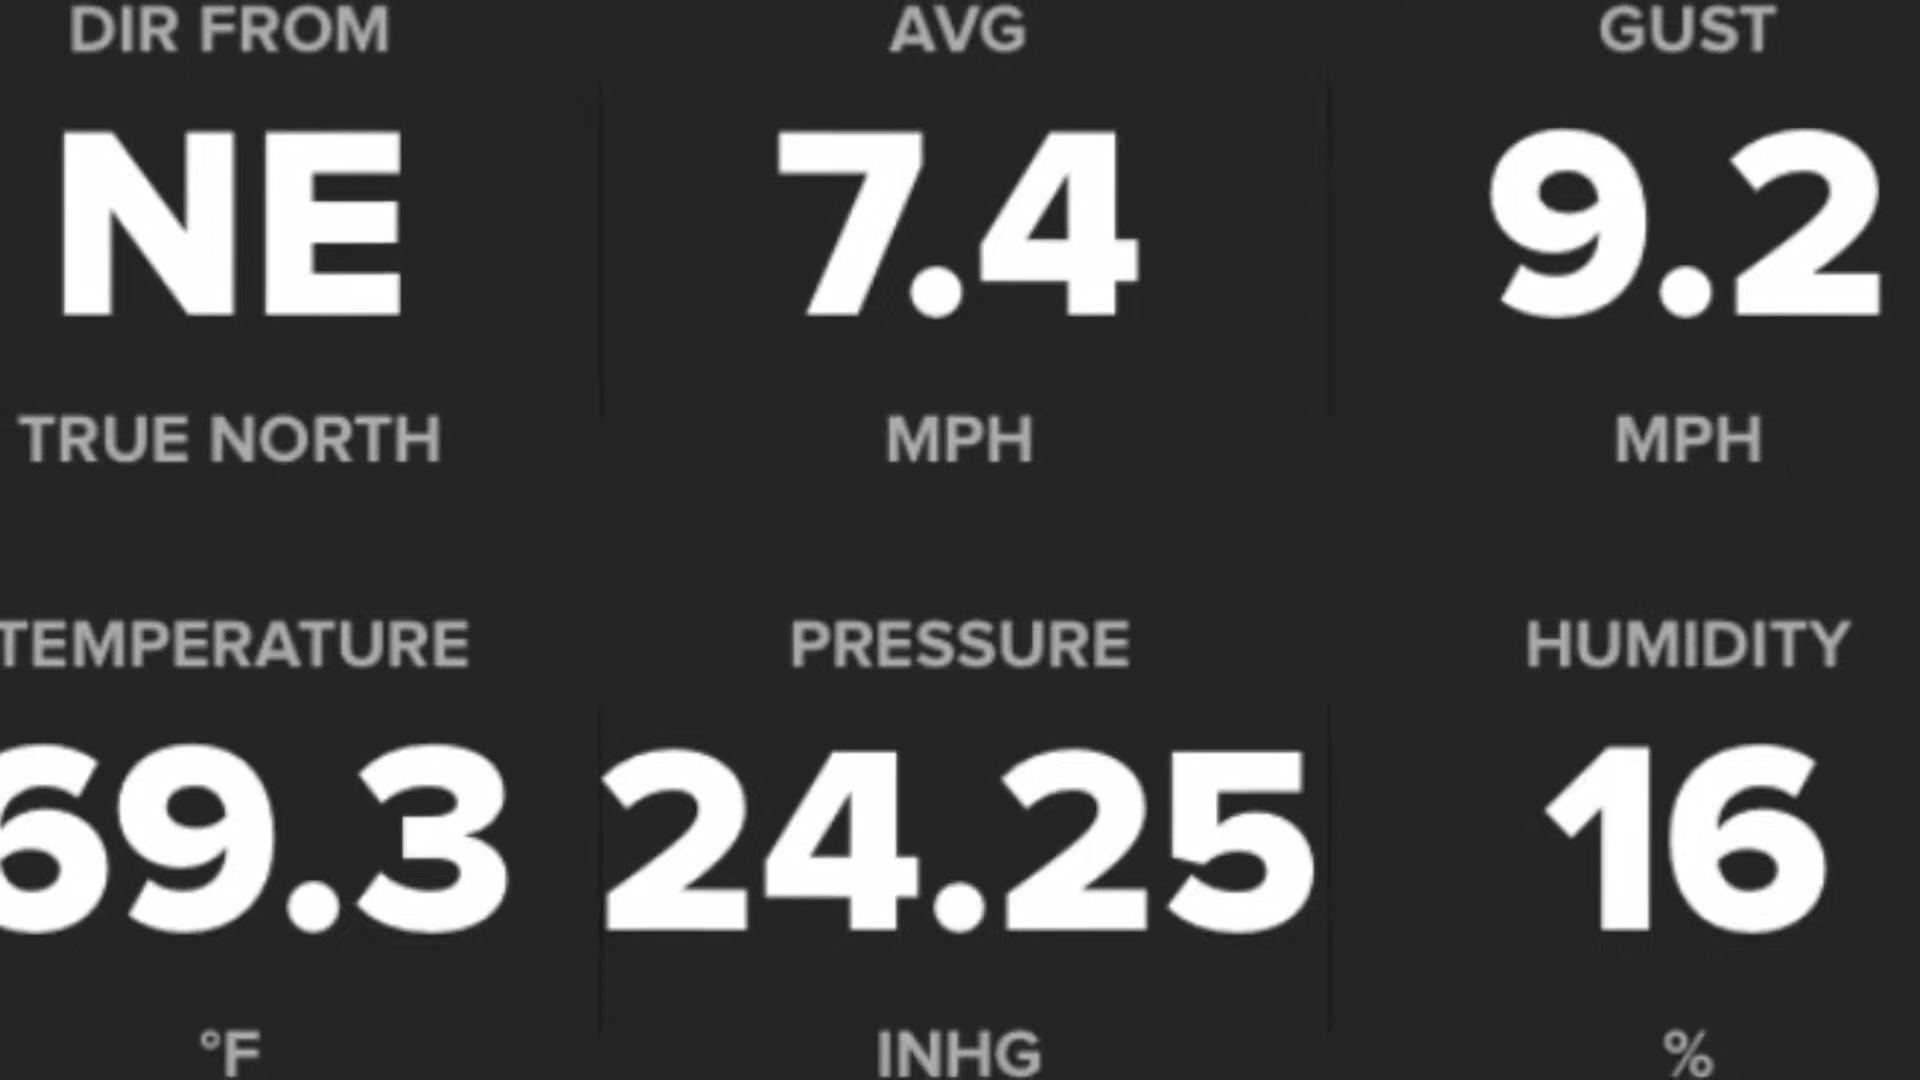 DIR FROM AVG GUST
NE 7.4 9.2
TRUE NORTH MPH MPH
TEMPERATURE PRESSURE HUMIDITY
69.3 24.25 16
°F INHG %